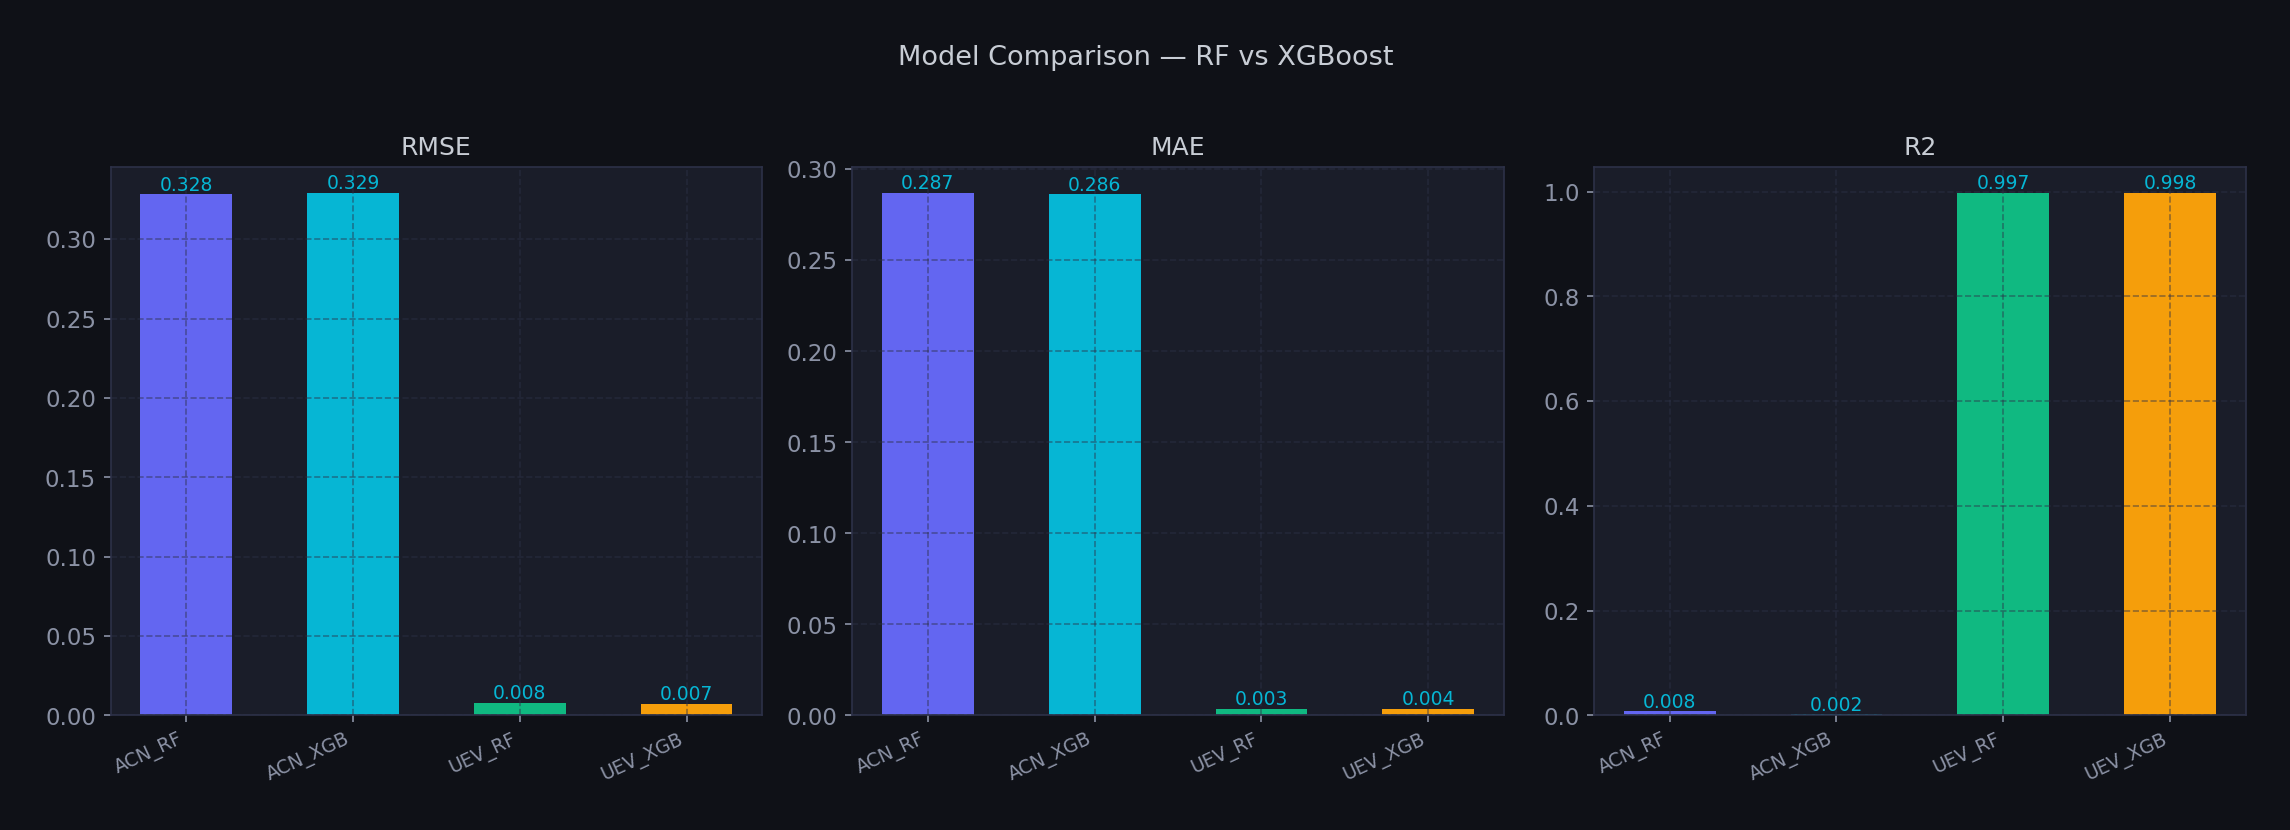 Model Comparison — RF vs XGBoost
RMSE
0.328
0.329
0.008
0.007
0.30
0.25
0.20
0.15
0.10
0.05
0.00
ACN_RF
ACN_XGB
UEV_RF
UEV_XGB
MAE
0.287
0.286
0.003
0.004
0.30
0.25
0.20
0.15
0.10
0.05
0.00
ACN_RF
ACN_XGB
UEV_RF
UEV_XGB
R2
0.008
0.002
0.997
0.998
1.0
0.8
0.6
0.4
0.2
0.0
ACN_RF
ACN_XGB
UEV_RF
UEV_XGB